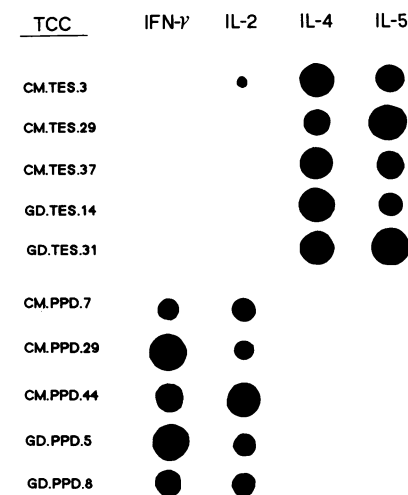 TCC IFN-γ IL-2 IL-4 IL-5
CM.TES.3
CM.TES.29
CM.TES.37
GD.TES.14
GD.TES.31
CM.PPD.7
CM.PPD.29
CM.PPD.44
GD.PPD.5
GD.PPD.8